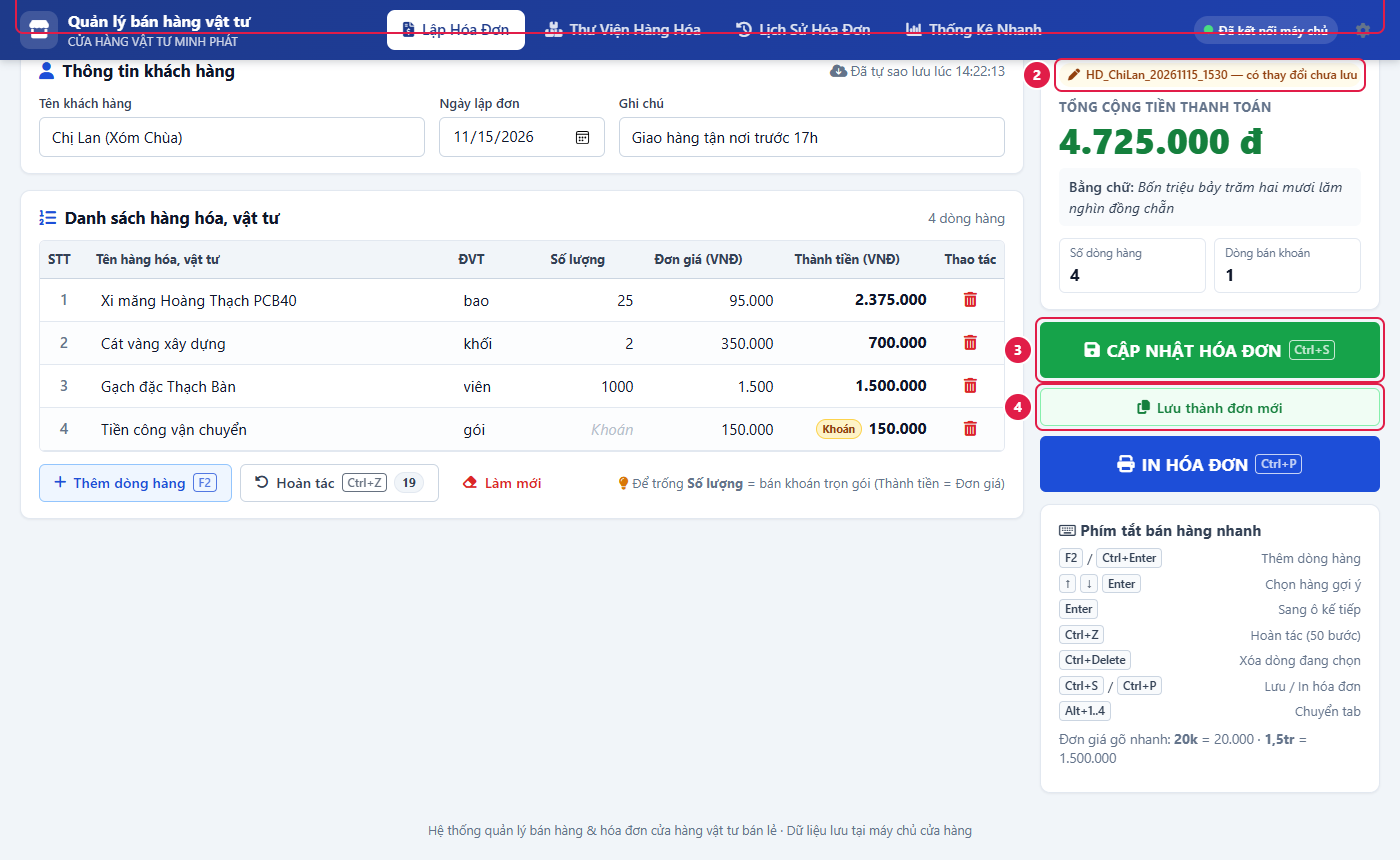 Quản lý bán hàng vật tư
CỬA HÀNG VẬT TƯ MINH PHÁT
Lập Hóa Đơn
Thư Viện Hàng Hóa
Lịch Sử Hóa Đơn
Thống Kê Nhanh
Đã kết nối máy chủ
Thông tin khách hàng
Đã tự sao lưu lúc 14:22:13
Tên khách hàng
Ngày lập đơn
Ghi chú
Chị Lan (Xóm Chùa)
11/15/2026
Giao hàng tận nơi trước 17h
Danh sách hàng hóa, vật tư
4 dòng hàng
STT Tên hàng hóa, vật tư ĐVT Số lượng Đơn giá (VNĐ) Thành tiền (VNĐ) Thao tác
1 Xi măng Hoàng Thạch PCB40 bao 25 95.000 2.375.000
2 Cát vàng xây dựng khối 2 350.000 700.000
3 Gạch đặc Thạch Bàn viên 1000 1.500 1.500.000
4 Tiền công vận chuyển gói Khoán 150.000 Khoán 150.000
Thêm dòng hàng F2
Hoàn tác Ctrl+Z 19
Làm mới
Để trống Số lượng = bán khoán trọn gói (Thành tiền = Đơn giá)
2
HD_ChiLan_20261115_1530 — có thay đổi chưa lưu
TỔNG CỘNG TIỀN THANH TOÁN
4.725.000 đ
Bằng chữ: Bốn triệu bảy trăm hai mươi lăm
nghìn đồng chẵn
Số dòng hàng
4
Dòng bán khoán
1
3
CẬP NHẬT HÓA ĐƠN Ctrl+S
4
Lưu thành đơn mới
IN HÓA ĐƠN Ctrl+P
Phím tắt bán hàng nhanh
F2 / Ctrl+Enter Thêm dòng hàng
↑ ↓ Enter Chọn hàng gợi ý
Enter Sang ô kế tiếp
Ctrl+Z Hoàn tác (50 bước)
Ctrl+Delete Xóa dòng đang chọn
Ctrl+S / Ctrl+P Lưu / In hóa đơn
Alt+1..4 Chuyển tab
Đơn giá gõ nhanh: 20k = 20.000 · 1,5tr =
1.500.000
Hệ thống quản lý bán hàng & hóa đơn cửa hàng vật tư bán lẻ · Dữ liệu lưu tại máy chủ cửa hàng